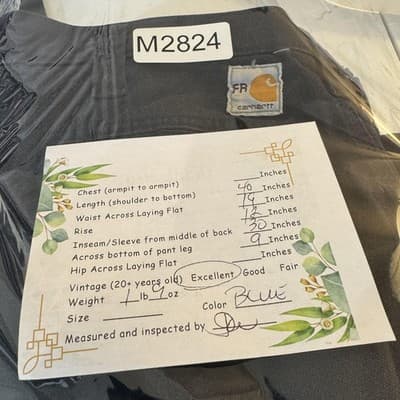 M2824
FR
carhartt
Chest (armpit to armpit) Inches
Length (shoulder to bottom) 40 Inches
Waist Across Laying Flat 19 Inches
Rise 12 Inches
Inseam/Sleeve from middle of back 30 Inches
Across bottom of pant leg 9 Inches
Hip Across Laying Flat Inches
Vintage (20+ years old) Excellent Good Fair
Weight 1 lb 9 oz Color BLUE
Size
Measured and inspected by